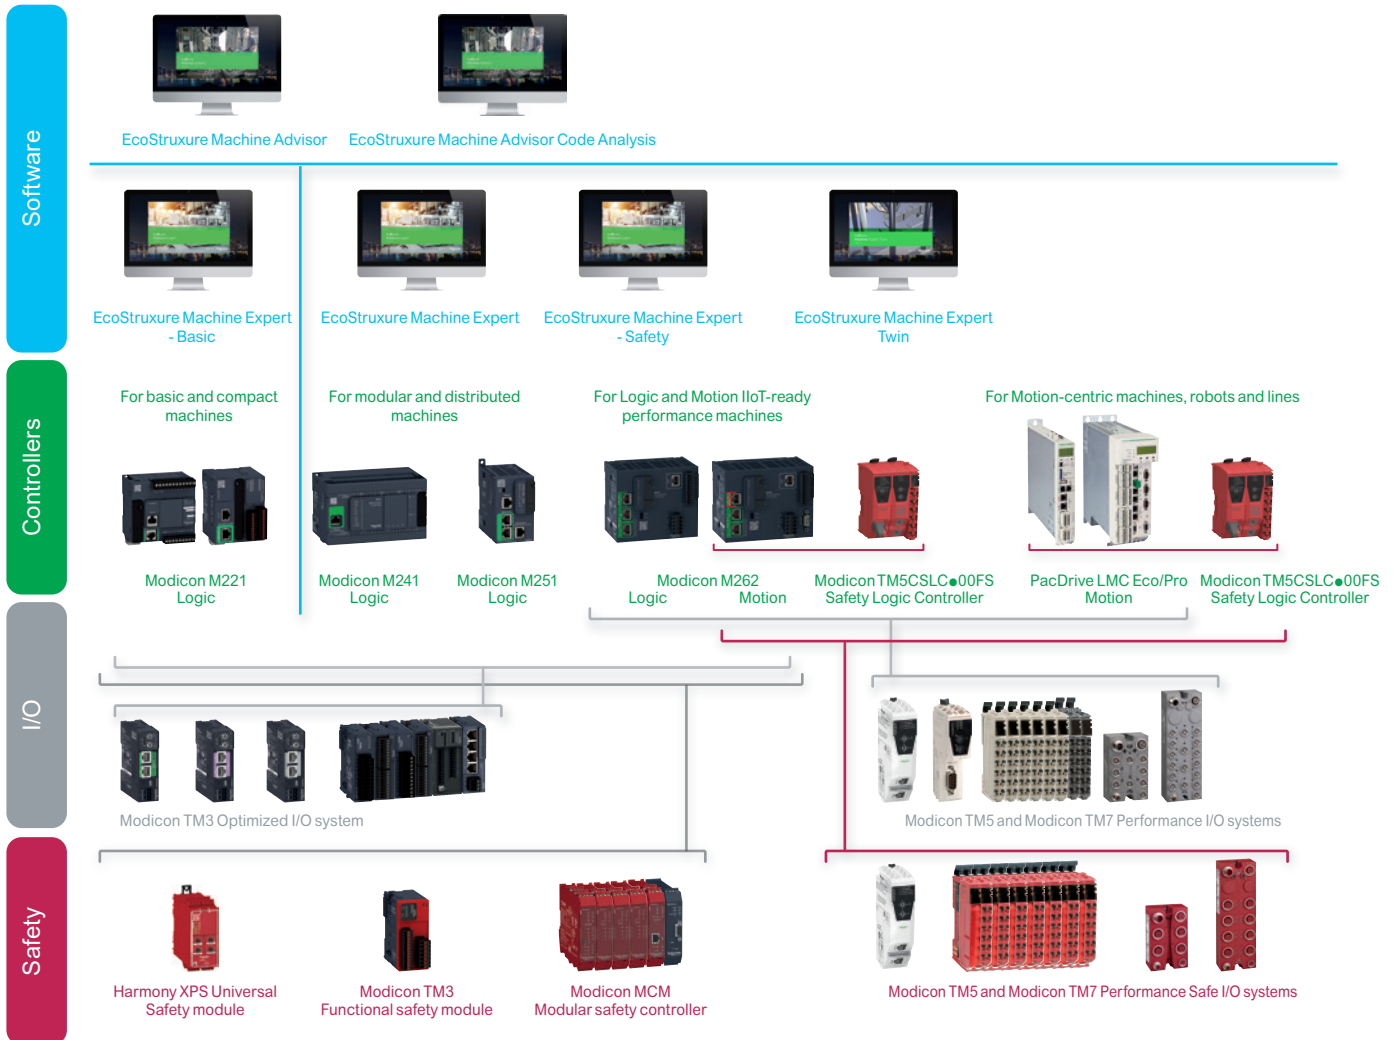 Software
EcoStruxure Machine Advisor
EcoStruxure Machine Advisor Code Analysis
EcoStruxure Machine Expert
- Basic
EcoStruxure Machine Expert
EcoStruxure Machine Expert
- Safety
EcoStruxure Machine Expert
Twin
Controllers
For basic and compact
machines
For modular and distributed
machines
For Logic and Motion IIoT-ready
performance machines
For Motion-centric machines, robots and lines
Modicon M221
Logic
Modicon M241
Logic
Modicon M251
Logic
Modicon M262
Logic Motion
Modicon TM5CSLC●00FS
Safety Logic Controller
PacDrive LMC Eco/Pro
Motion
Modicon TM5CSLC●00FS
Safety Logic Controller
I/O
Modicon TM3 Optimized I/O system
Modicon TM5 and Modicon TM7 Performance I/O systems
Safety
Harmony XPS Universal
Safety module
Modicon TM3
Functional safety module
Modicon MCM
Modular safety controller
Modicon TM5 and Modicon TM7 Performance Safe I/O systems